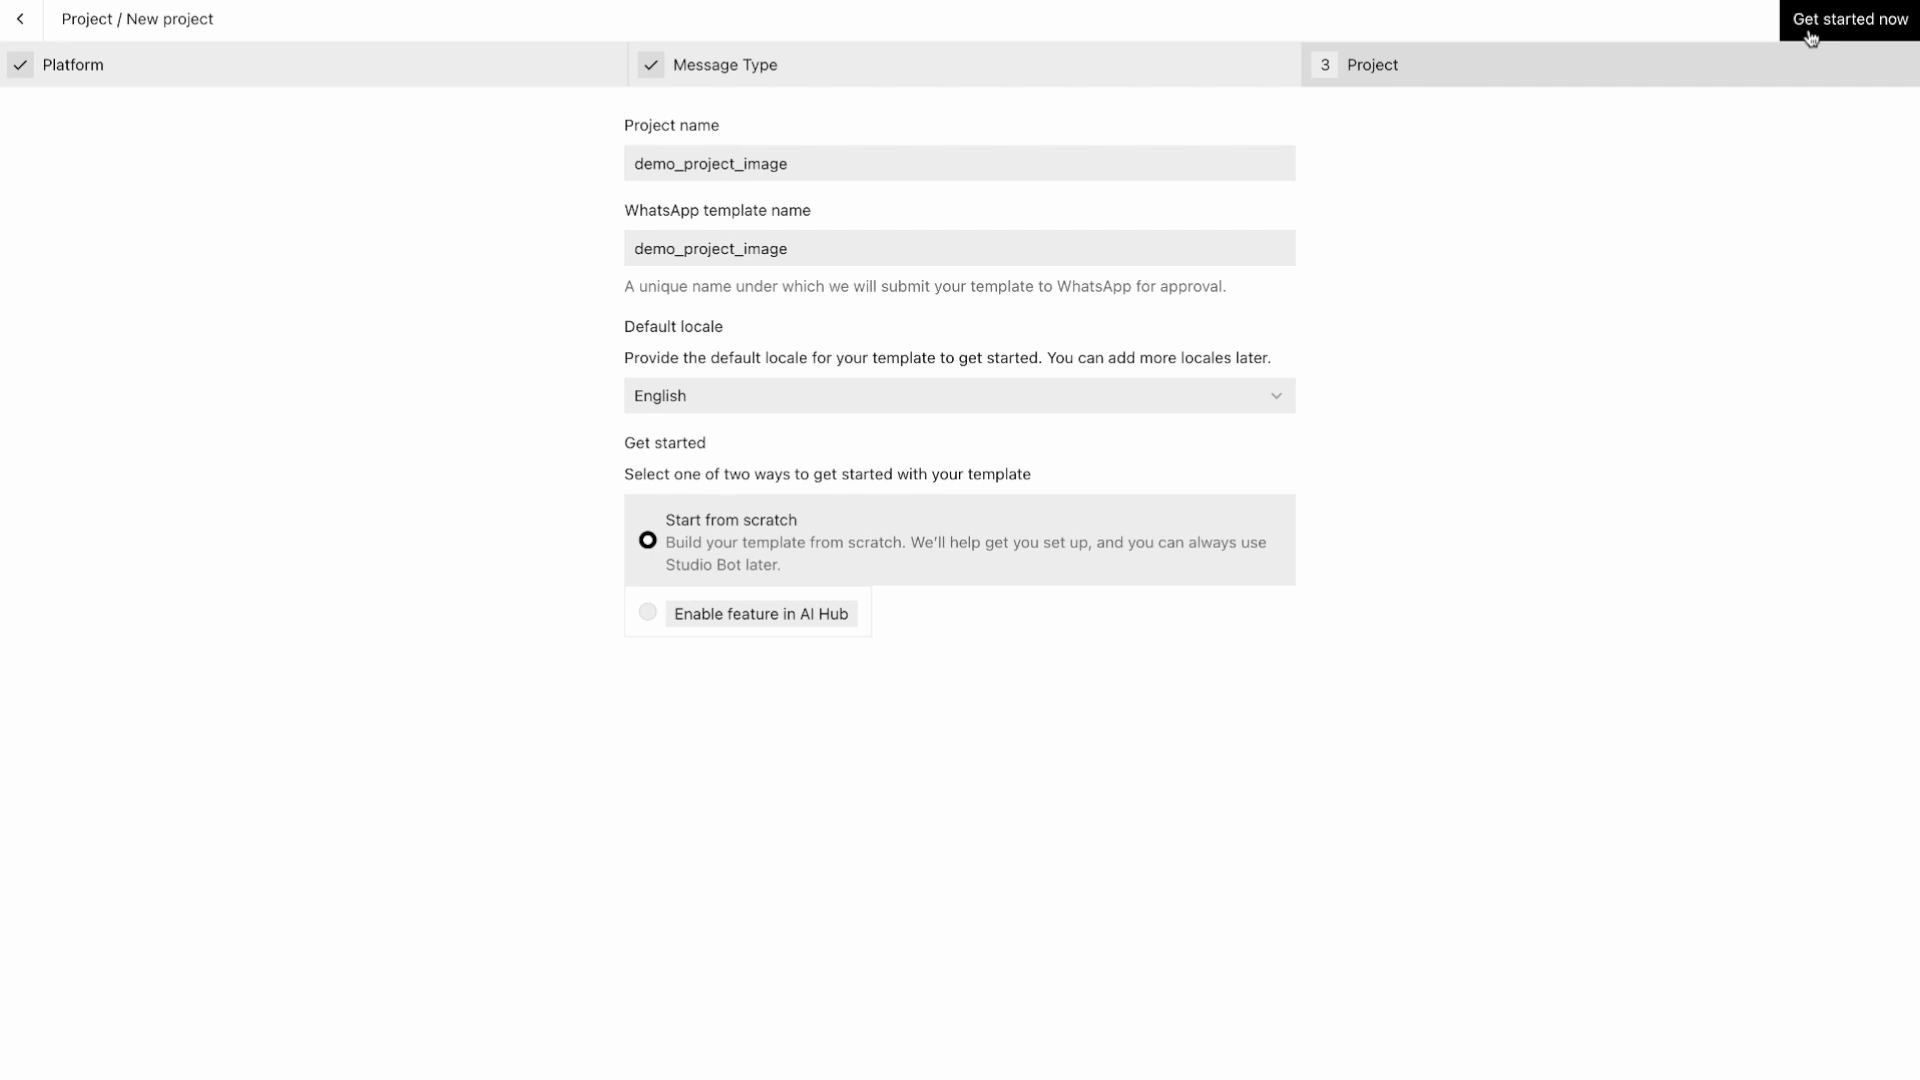 Project / New project
Get started now
Platform
Message Type
3 Project
Project name
demo_project_image
WhatsApp template name
demo_project_image
A unique name under which we will submit your template to WhatsApp for approval.
Default locale
Provide the default locale for your template to get started. You can add more locales later.
English
Get started
Select one of two ways to get started with your template
Start from scratch
Build your template from scratch. We'll help get you set up, and you can always use
Studio Bot later.
Enable feature in AI Hub